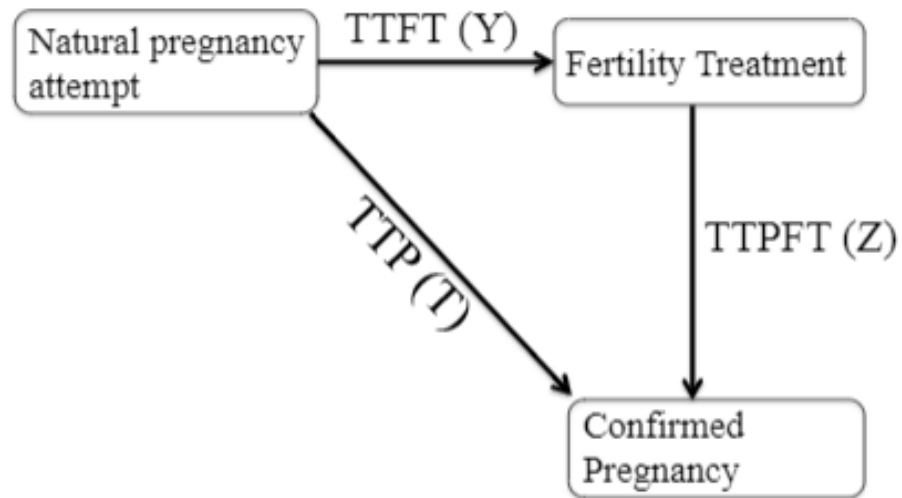 Natural pregnancy
attempt
TTFT (Y)
Fertility Treatment
TTP (T)
TTPFT (Z)
Confirmed
Pregnancy